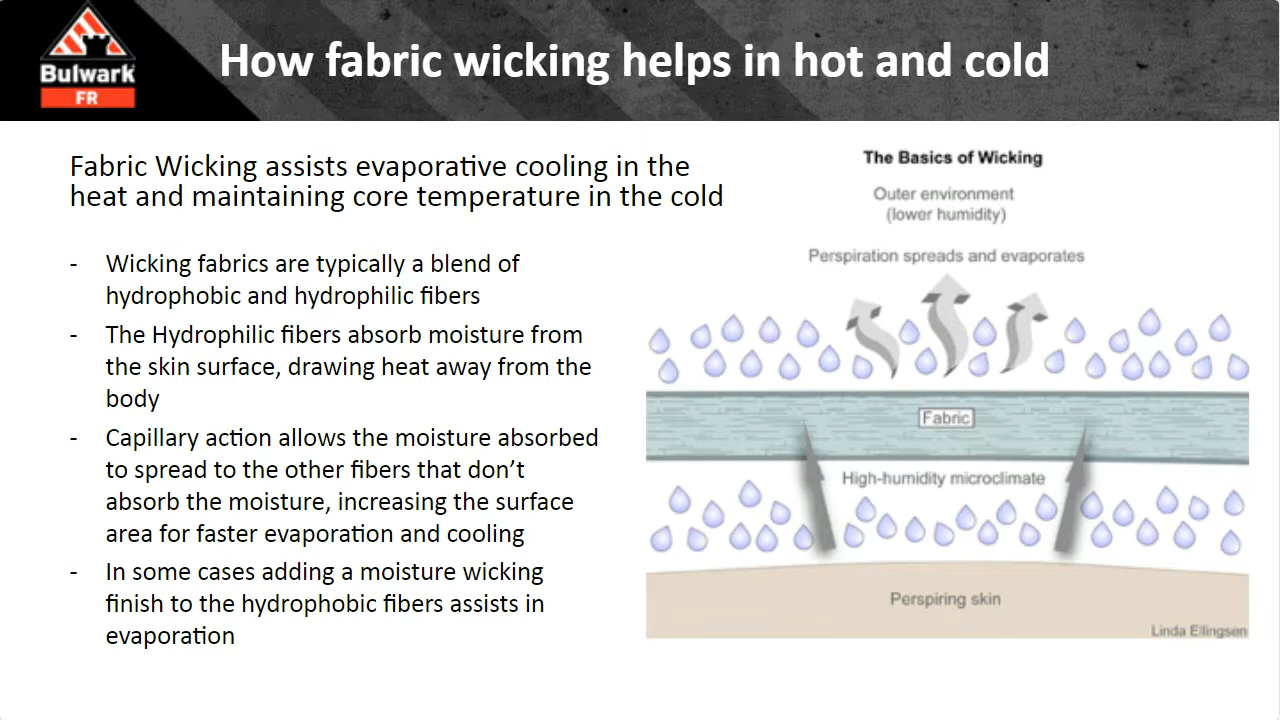 Bulwark
FR
How fabric wicking helps in hot and cold
Fabric Wicking assists evaporative cooling in the
heat and maintaining core temperature in the cold
- Wicking fabrics are typically a blend of
hydrophobic and hydrophilic fibers
- The Hydrophilic fibers absorb moisture from
the skin surface, drawing heat away from the
body
- Capillary action allows the moisture absorbed
to spread to the other fibers that don’t
absorb the moisture, increasing the surface
area for faster evaporation and cooling
- In some cases adding a moisture wicking
finish to the hydrophobic fibers assists in
evaporation
The Basics of Wicking
Outer environment
(lower humidity)
Perspiration spreads and evaporates
Fabric
High-humidity microclimate
Perspiring skin
Linda Ellingsen